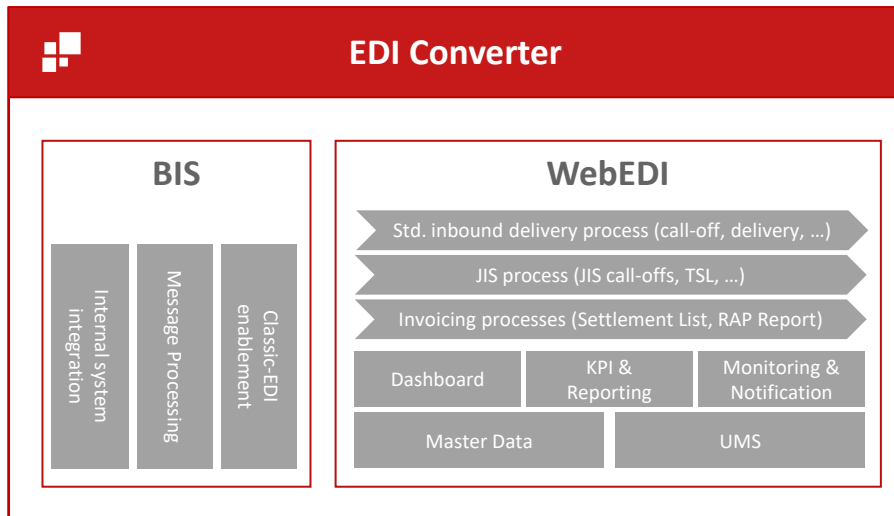 EDI Converter
BIS
Internal system
integration
Message Processing
Classic-EDI
enablement
WebEDI
Std. inbound delivery process (call-off, delivery, …)
JIS process (JIS call-offs, TSL, …)
Invoicing processes (Settlement List, RAP Report)
Dashboard
KPI &
Reporting
Monitoring &
Notification
Master Data
UMS